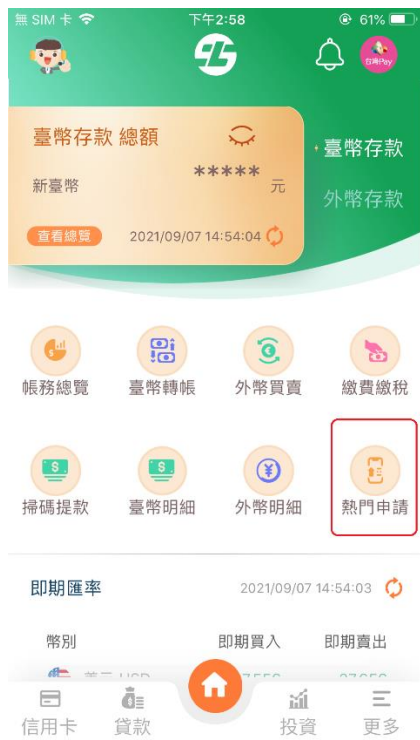 無 SIM 卡 下午2:58 61%
台灣Pay
臺幣存款 總額
臺幣存款
新臺幣 ***** 元
外幣存款
查看總覽 2021/09/07 14:54:04
帳務總覽 臺幣轉帳 外幣買賣 繳費繳稅
掃碼提款 臺幣明細 外幣明細 熱門申請
即期匯率 2021/09/07 14:54:03
幣別 即期買入 即期賣出
美元 USD
信用卡 貸款 投資 更多